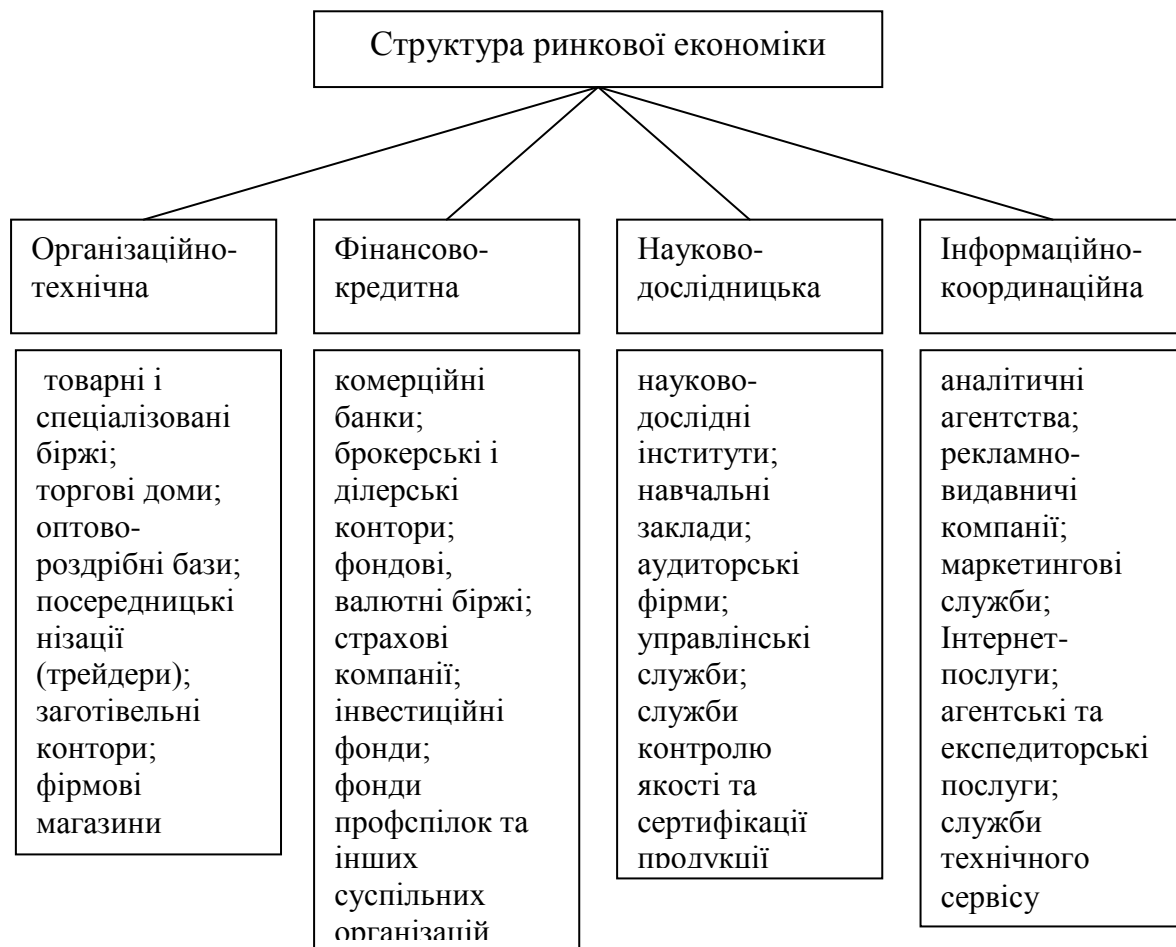 Структура ринкової економіки
Організаційно-
технічна
Фінансово-
кредитна
Науково-
дослідницька
Інформаційно-
координаційна
товарні і
спеціалізовані
біржі;
торгові доми;
оптово-
роздрібні бази;
посередницькі
нізації
(трейдери);
заготівельні
контори;
фірмові
магазини
комерційні
банки;
брокерські і
ділерські
контори;
фондові,
валютні біржі;
страхові
компанії;
інвестиційні
фонди;
фонди
профспілок та
інших
суспільних
організацій
науково-
дослідні
інститути;
навчальні
заклади;
аудиторські
фірми;
управлінські
служби;
служби
контролю
якості та
сертифікації
продукції
аналітичні
агентства;
рекламно-
видавничі
компанії;
маркетингові
служби;
Інтернет-
послуги;
агентські та
експедиторські
послуги;
служби
технічного
сервісу